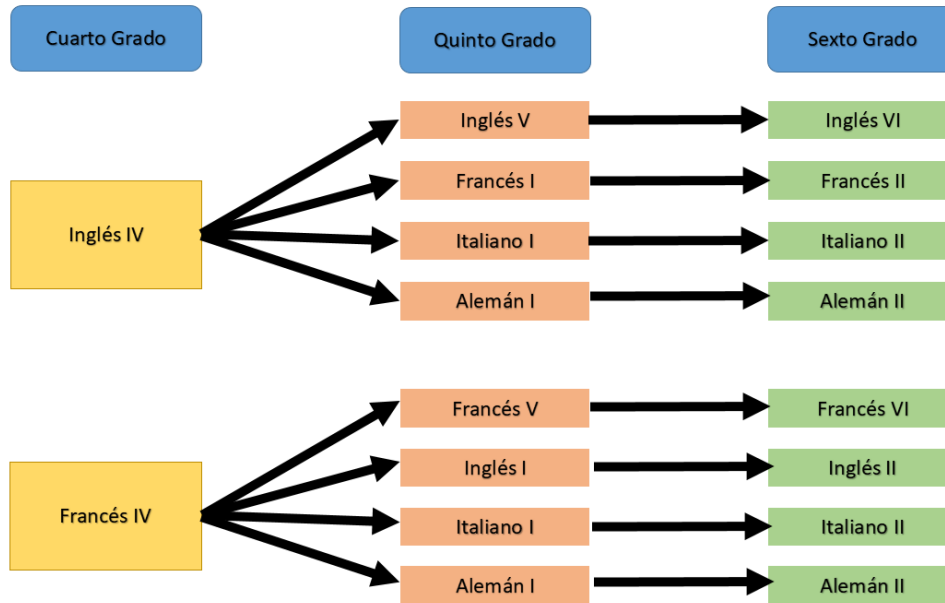 Cuarto Grado
Quinto Grado
Sexto Grado
Inglés IV
Inglés V
Inglés VI
Francés I
Francés II
Italiano I
Italiano II
Alemán I
Alemán II
Francés IV
Francés V
Francés VI
Inglés I
Inglés II
Italiano I
Italiano II
Alemán I
Alemán II